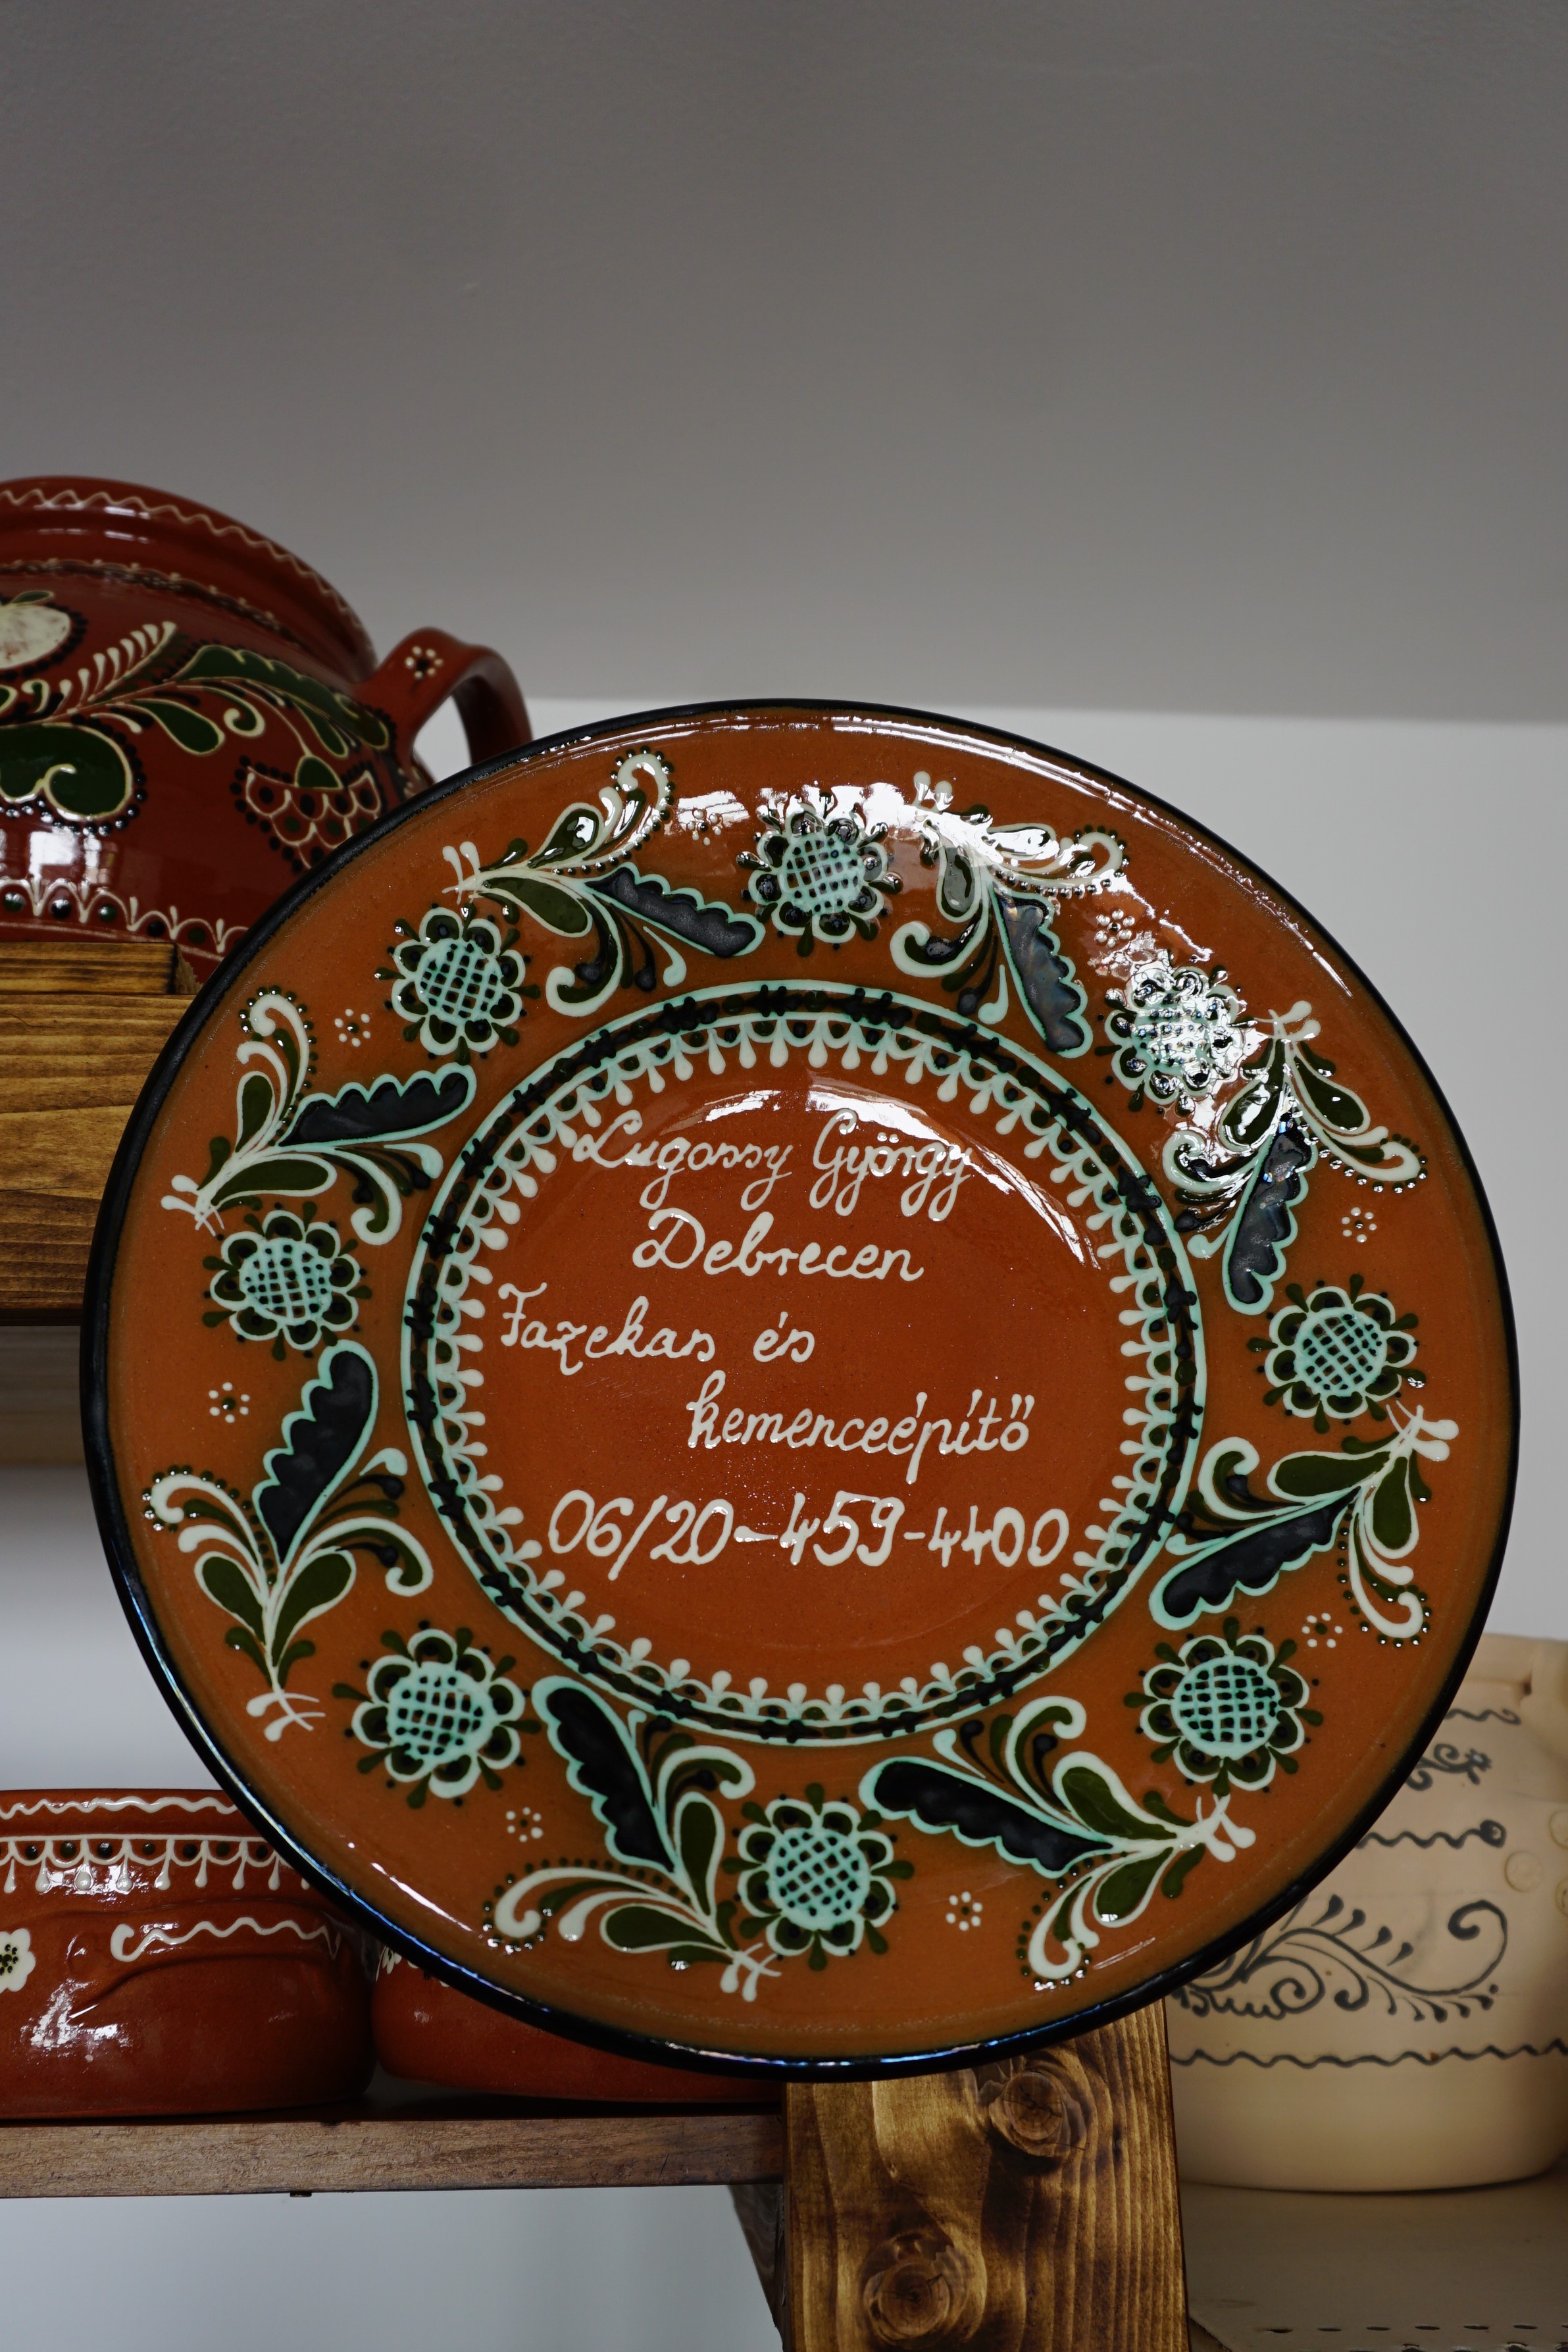 Lugossy György
Debrecen
Fazekas és
kemenceépítő
06/20-459-4400